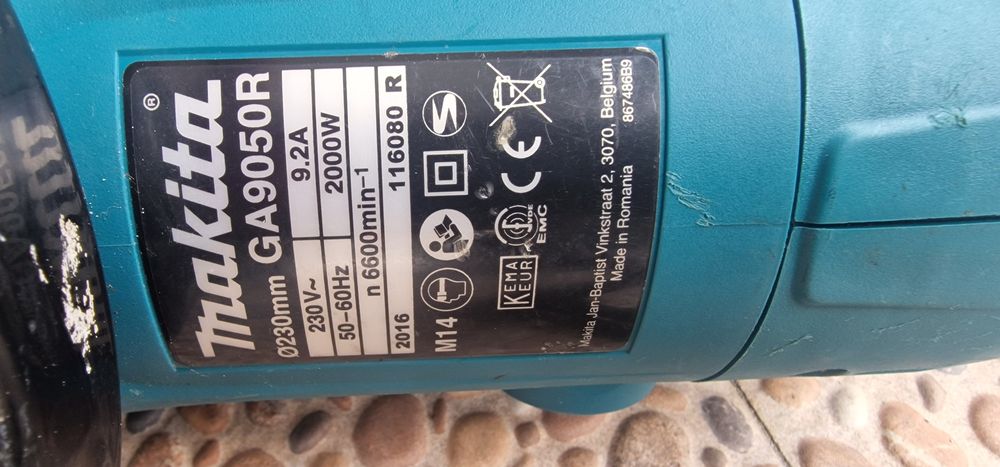 makita®
Ø230mm GA9050R
230V~ 9.2A
50-60Hz 2000W
n 6600min-1
2016 116080 R
M14
S
KEMA
KEUR
VDE
EMC
CE
Makita Jan-Baptist Vinkstraat 2, 3070, Belgium
Made in Romania 867486B9